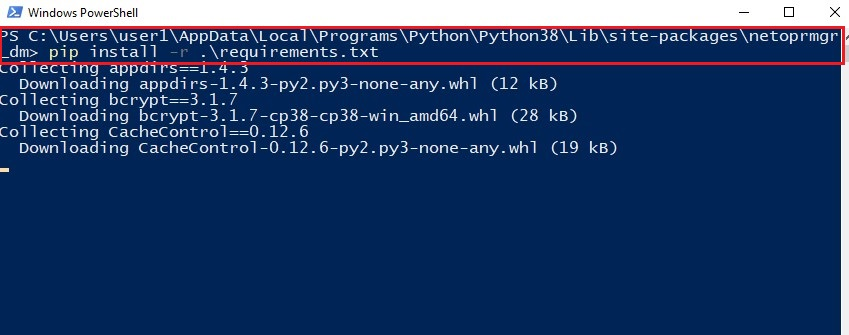 Windows PowerShell
PS C:\Users\user1\AppData\Local\Programs\Python\Python38\Lib\site-packages\netoprmgr
_dm> pip install -r .\requirements.txt
Collecting appdirs==1.4.3
Downloading appdirs-1.4.3-py2.py3-none-any.whl (12 kB)
Collecting bcrypt==3.1.7
Downloading bcrypt-3.1.7-cp38-cp38-win_amd64.whl (28 kB)
Collecting CacheControl==0.12.6
Downloading CacheControl-0.12.6-py2.py3-none-any.whl (19 kB)